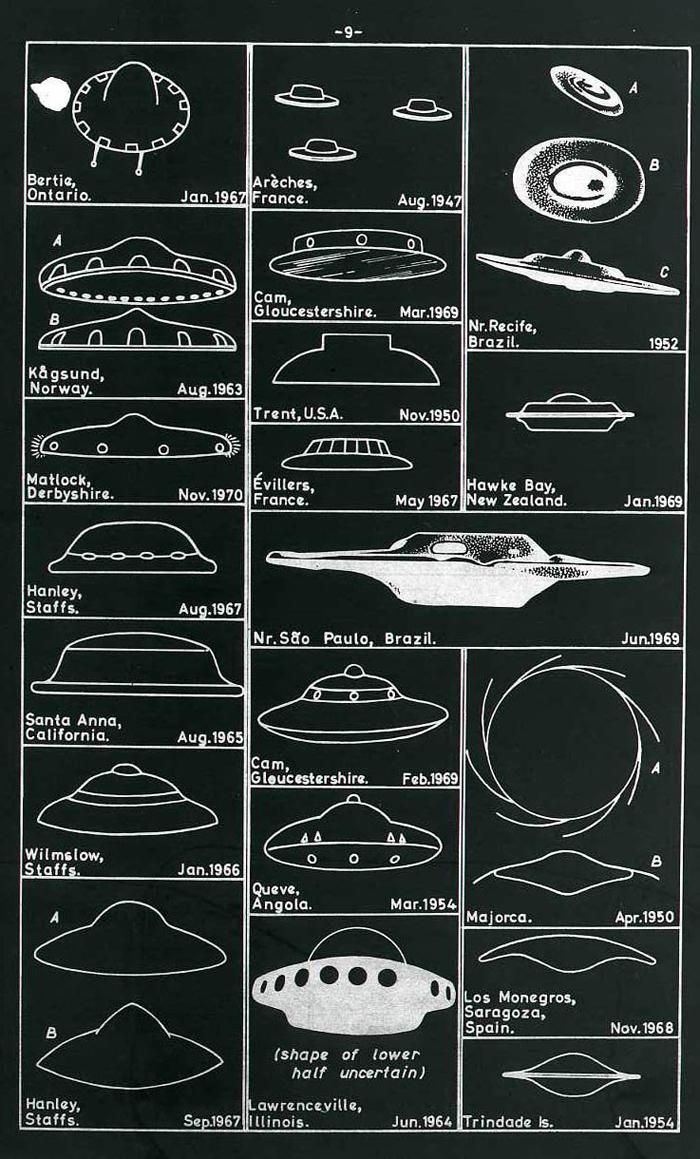 -9-
Bertie,
Ontario. Jan.1967
A
B
Kågsund,
Norway. Aug.1963
Matlock,
Derbyshire. Nov.1970
Hanley,
Staffs. Aug.1967
Santa Anna,
California. Aug.1965
Wilmslow,
Staffs. Jan.1966
A
B
Hanley,
Staffs. Sep.1967
Arèches,
France. Aug.1947
Cam,
Gloucestershire. Mar.1969
Trent, U.S.A. Nov.1950
Évillers,
France. May 1967
A
B
C
Nr.Recife,
Brazil. 1952
Hawke Bay,
New Zealand. Jan.1969
Nr.São Paulo, Brazil. Jun.1969
Cam,
Gloucestershire. Feb.1969
Queve,
Angola. Mar.1954
(shape of lower
half uncertain)
Lawrenceville,
Illinois. Jun.1964
A
B
Majorca. Apr.1950
Los Monegros,
Saragoza,
Spain. Nov.1968
Trindade Is. Jan.1954